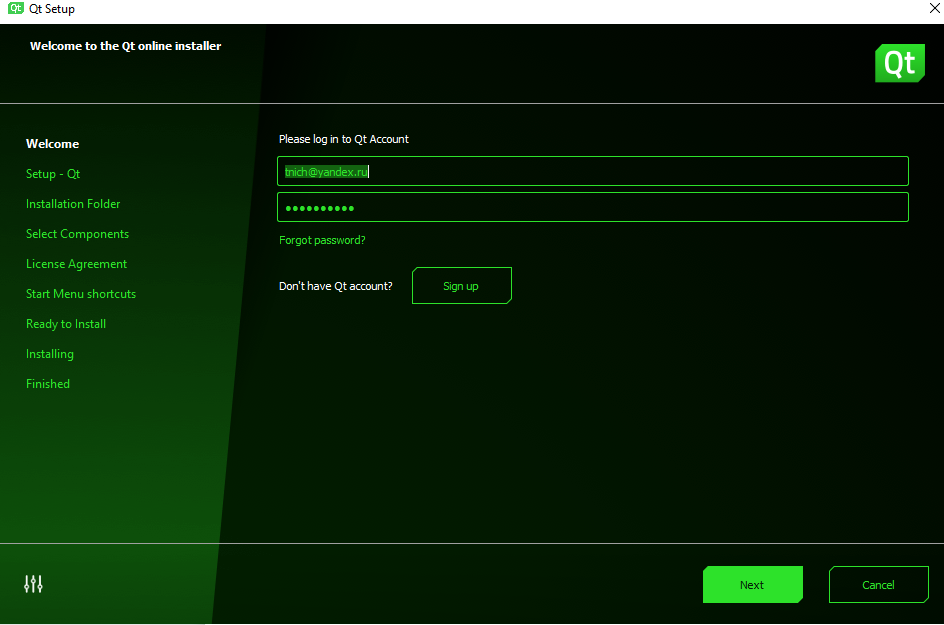 Qt Qt Setup
Welcome to the Qt online installer
Qt
Welcome
Setup - Qt
Installation Folder
Select Components
License Agreement
Start Menu shortcuts
Ready to Install
Installing
Finished
Please log in to Qt Account
tnich@yandex.ru
••••••••••
Forgot password?
Don't have Qt account? Sign up
Next Cancel